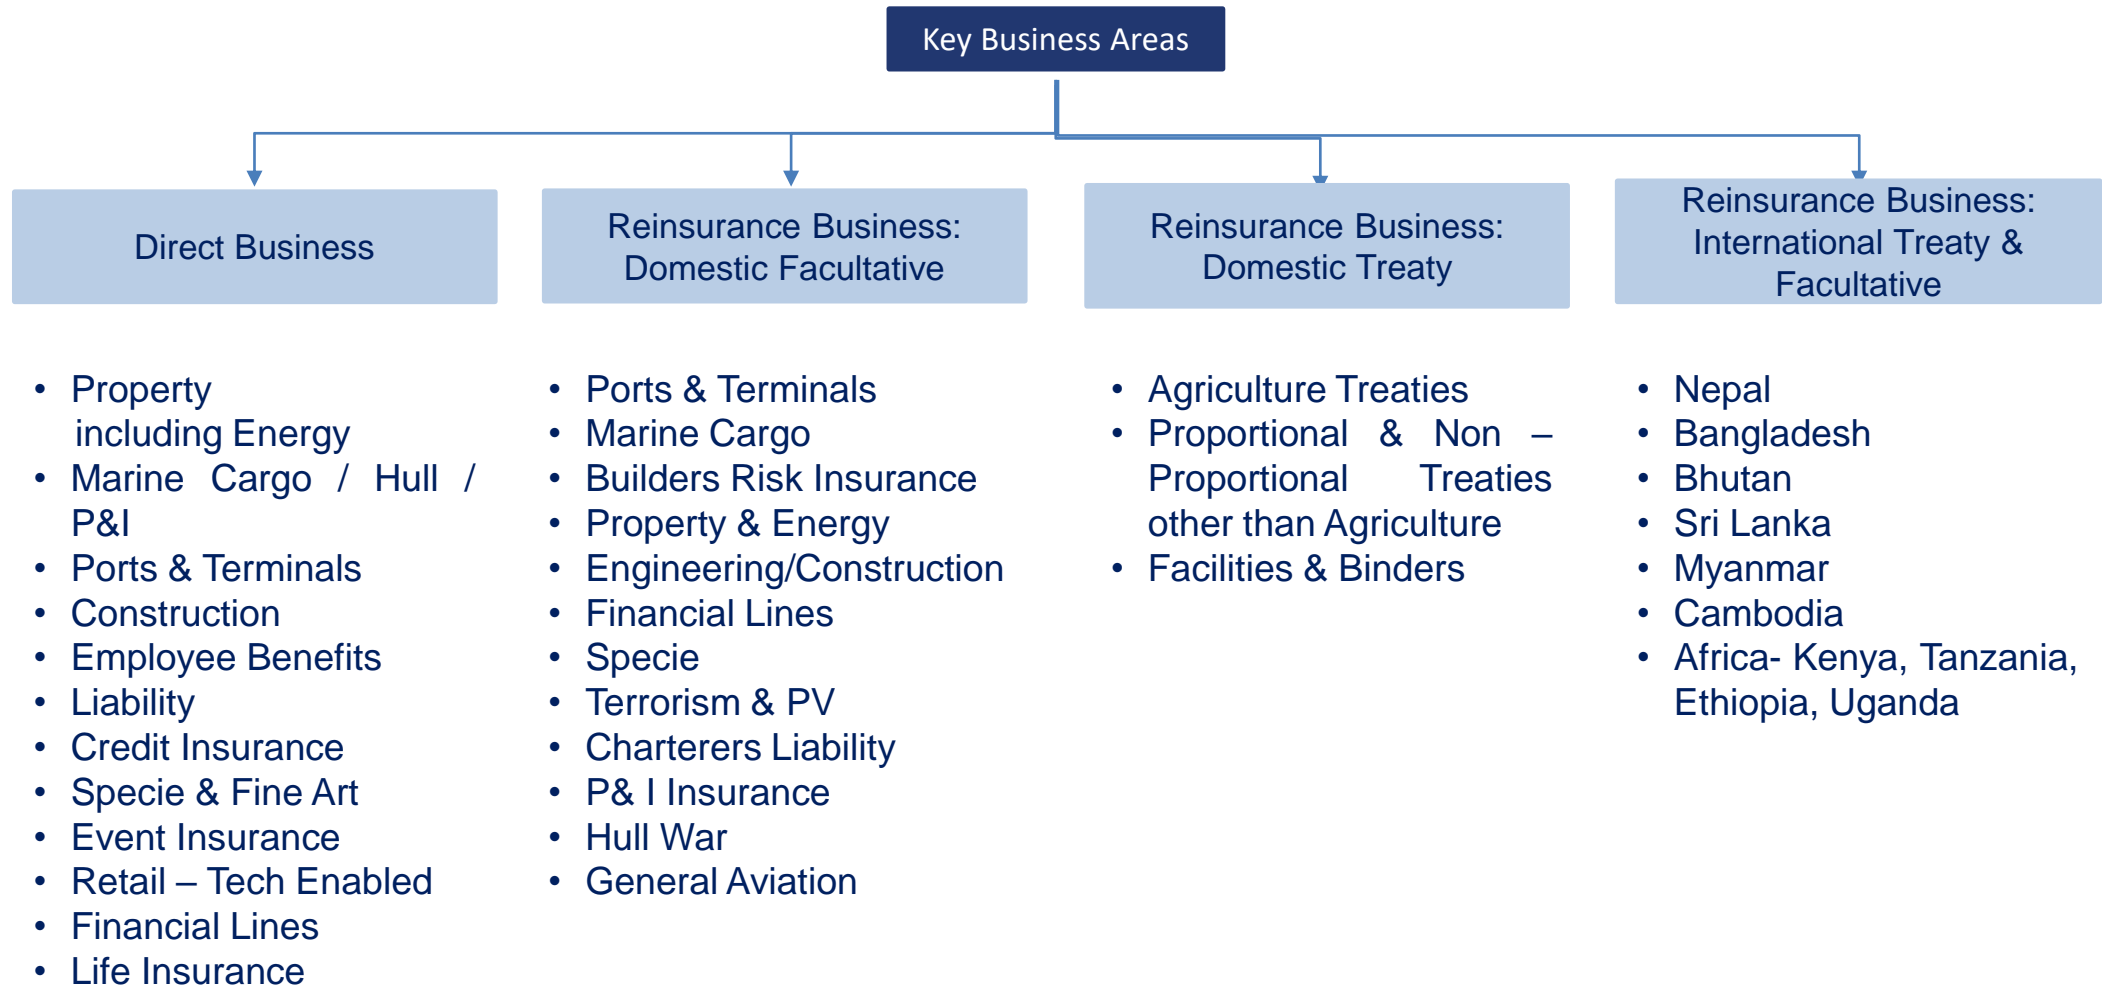 Key Business Areas
Direct Business
Reinsurance Business:
Domestic Facultative
Reinsurance Business:
Domestic Treaty
Reinsurance Business:
International Treaty &
Facultative
• Property
including Energy
• Marine Cargo / Hull /
P&I
• Ports & Terminals
• Construction
• Employee Benefits
• Liability
• Credit Insurance
• Specie & Fine Art
• Event Insurance
• Retail – Tech Enabled
• Financial Lines
• Life Insurance
• Ports & Terminals
• Marine Cargo
• Builders Risk Insurance
• Property & Energy
• Engineering/Construction
• Financial Lines
• Specie
• Terrorism & PV
• Charterers Liability
• P& I Insurance
• Hull War
• General Aviation
• Agriculture Treaties
• Proportional & Non –
Proportional Treaties
other than Agriculture
• Facilities & Binders
• Nepal
• Bangladesh
• Bhutan
• Sri Lanka
• Myanmar
• Cambodia
• Africa- Kenya, Tanzania,
Ethiopia, Uganda